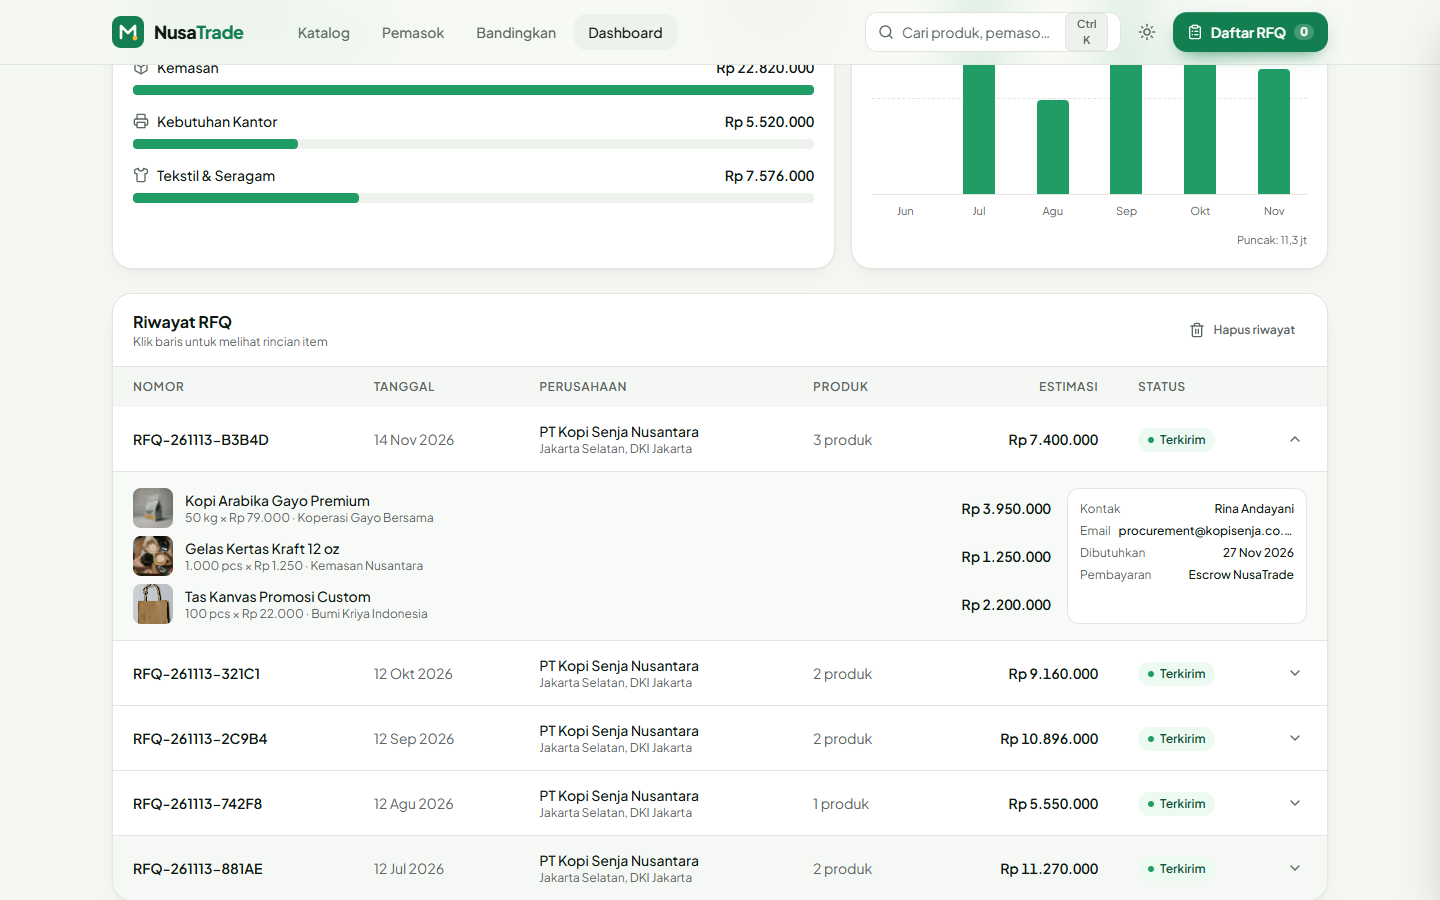 NusaTrade
Katalog
Pemasok
Bandingkan
Dashboard
Cari produk, pemaso...
Ctrl
K
Daftar RFQ
0
Kemasan
Rp 22.820.000
Kebutuhan Kantor
Rp 5.520.000
Tekstil & Seragam
Rp 7.576.000
Jun
Jul
Agu
Sep
Okt
Nov
Puncak: 11,3 jt
Riwayat RFQ
Klik baris untuk melihat rincian item
Hapus riwayat
NOMOR
TANGGAL
PERUSAHAAN
PRODUK
ESTIMASI
STATUS
RFQ-261113-B3B4D
14 Nov 2026
PT Kopi Senja Nusantara
Jakarta Selatan, DKI Jakarta
3 produk
Rp 7.400.000
Terkirim
Kopi Arabika Gayo Premium
50 kg × Rp 79.000 · Koperasi Gayo Bersama
Rp 3.950.000
Gelas Kertas Kraft 12 oz
1.000 pcs × Rp 1.250 · Kemasan Nusantara
Rp 1.250.000
Tas Kanvas Promosi Custom
100 pcs × Rp 22.000 · Bumi Kriya Indonesia
Rp 2.200.000
Kontak
Rina Andayani
Email
procurement@kopisenja.co....
Dibutuhkan
27 Nov 2026
Pembayaran
Escrow NusaTrade
RFQ-261113-321C1
12 Okt 2026
PT Kopi Senja Nusantara
Jakarta Selatan, DKI Jakarta
2 produk
Rp 9.160.000
Terkirim
RFQ-261113-2C9B4
12 Sep 2026
PT Kopi Senja Nusantara
Jakarta Selatan, DKI Jakarta
2 produk
Rp 10.896.000
Terkirim
RFQ-261113-742F8
12 Agu 2026
PT Kopi Senja Nusantara
Jakarta Selatan, DKI Jakarta
1 produk
Rp 5.550.000
Terkirim
RFQ-261113-881AE
12 Jul 2026
PT Kopi Senja Nusantara
Jakarta Selatan, DKI Jakarta
2 produk
Rp 11.270.000
Terkirim